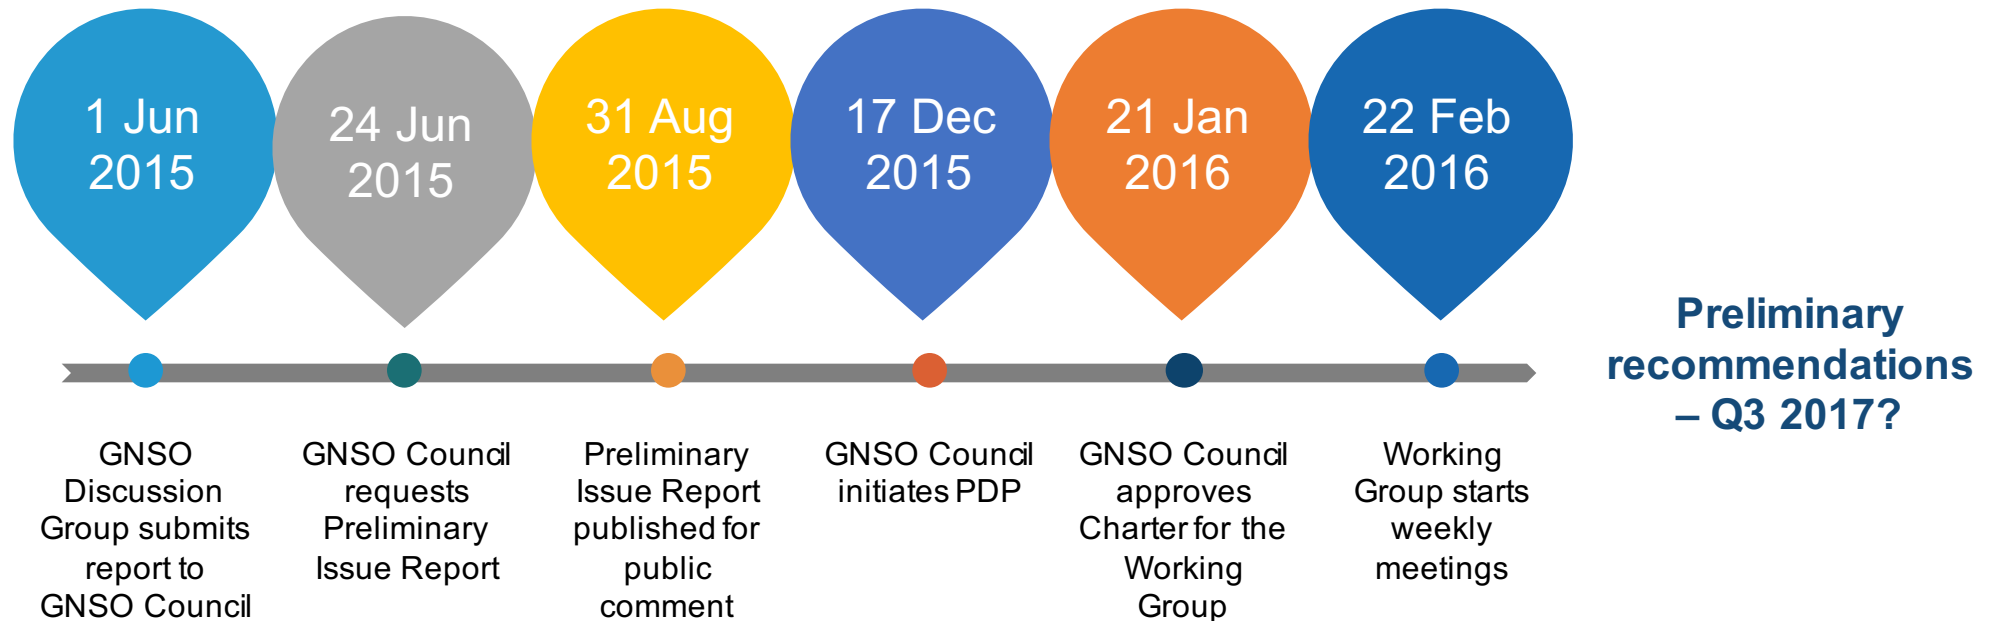 1 Jun
2015
24 Jun
2015
31 Aug
2015
17 Dec
2015
21 Jan
2016
22 Feb
2016
GNSO
Discussion
Group submits
report to
GNSO Council
GNSO Council
requests
Preliminary
Issue Report
Preliminary
Issue Report
published for
public
comment
GNSO Council
initiates PDP
GNSO Council
approves
Charter for the
Working
Group
Working
Group starts
weekly
meetings
Preliminary
recommendations
– Q3 2017?